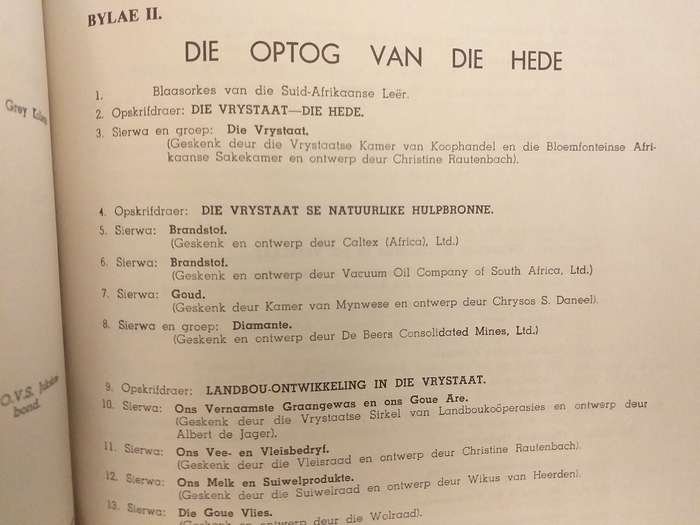 BYLAE II.
DIE OPTOG VAN DIE HEDE
1. Blaasorkes van die Suid-Afrikaanse Leër.
2. Opskrifdraer: DIE VRYSTAAT—DIE HEDE.
3. Sierwa en groep: Die Vrystaat.
(Geskenk deur die Vrystaatse Kamer van Koophandel en die Bloemfonteinse Afri-
kaanse Sakekamer en ontwerp deur Christine Rautenbach).
4. Opskrifdraer: DIE VRYSTAAT SE NATUURLIKE HULPBRONNE.
5. Sierwa: Brandstof.
(Geskenk en ontwerp deur Caltex (Africa), Ltd.)
6. Sierwa: Brandstof.
(Geskenk en ontwerp deur Vacuum Oil Company of South Africa, Ltd.)
7. Sierwa: Goud.
(Geskenk deur Kamer van Mynwese en ontwerp deur Chrysos S. Daneel).
8. Sierwa en groep: Diamante.
(Geskenk en ontwerp deur De Beers Consolidated Mines, Ltd.)
9. Opskrifdraer: LANDBOU-ONTWIKKELING IN DIE VRYSTAAT.
10. Sierwa: Ons Vernaamste Graangewas en ons Goue Are.
(Geskenk deur die Vrystaatse Sirkel van Landboukoöperasies en ontwerp deur
Albert de Jager).
11. Sierwa: Ons Vee- en Vleisbedryf.
(Geskenk deur die Vleisraad en ontwerp deur Christine Rautenbach).
12. Sierwa: Ons Melk en Suiwelprodukte.
(Geskenk deur die Suiwelraad en ontwerp deur Wikus van Heerden).
13. Sierwa: Die Goue Vlies.
(Geskenk en ontwerp deur die Wolraad).
Grey
O.V.S.
bond.